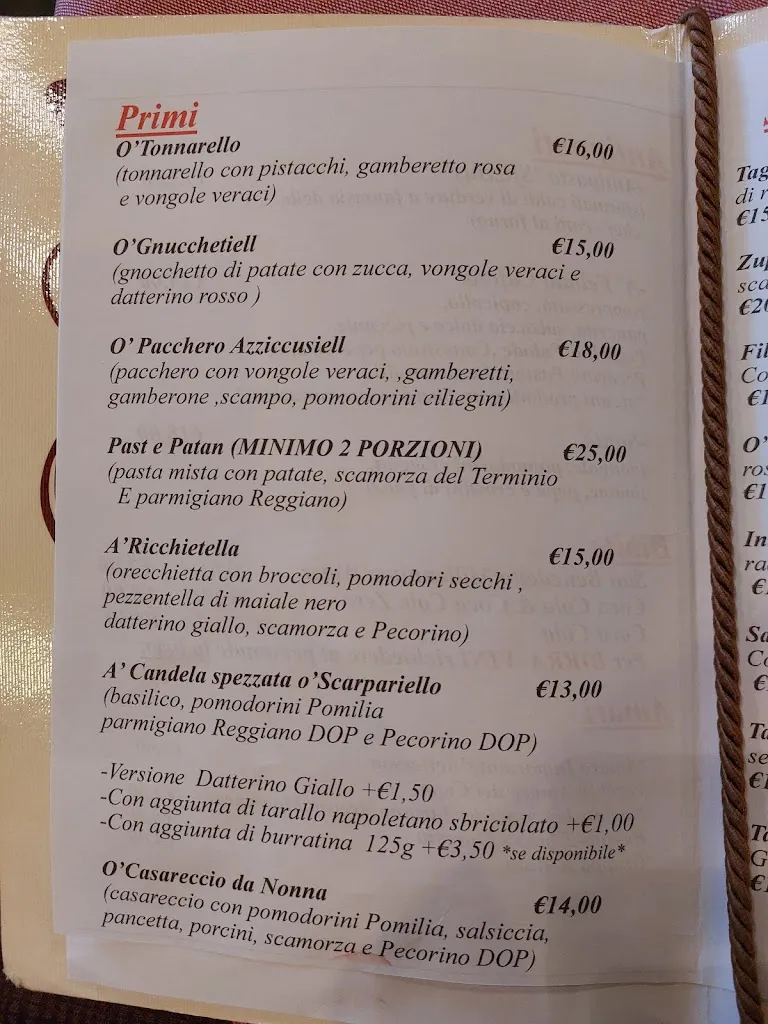 Primi
O'Tonnarello €16,00
(tonnarello con pistacchi, gamberetto rosa
e vongole veraci)
O'Gnucchetiell €15,00
(gnocchetto di patate con zucca, vongole veraci e
datterino rosso )
O' Pacchero Azziccusiell €18,00
(pacchero con vongole veraci, ,gamberetti,
gamberone ,scampo, pomodorini ciliegini)
Past e Patan (MINIMO 2 PORZIONI) €25,00
(pasta mista con patate, scamorza del Terminio
E parmigiano Reggiano)
A'Ricchietella €15,00
(orecchietta con broccoli, pomodori secchi ,
pezzentella di maiale nero
datterino giallo, scamorza e Pecorino)
A' Candela spezzata o'Scarpariello €13,00
(basilico, pomodorini Pomilia
parmigiano Reggiano DOP e Pecorino DOP)
-Versione Datterino Giallo +€1,50
-Con aggiunta di tarallo napoletano sbriciolato +€1,00
-Con aggiunta di burratina 125g +€3,50 *se disponibile*
O'Casareccio da Nonna €14,00
(casareccio con pomodorini Pomilia, salsiccia,
pancetta, porcini, scamorza e Pecorino DOP)